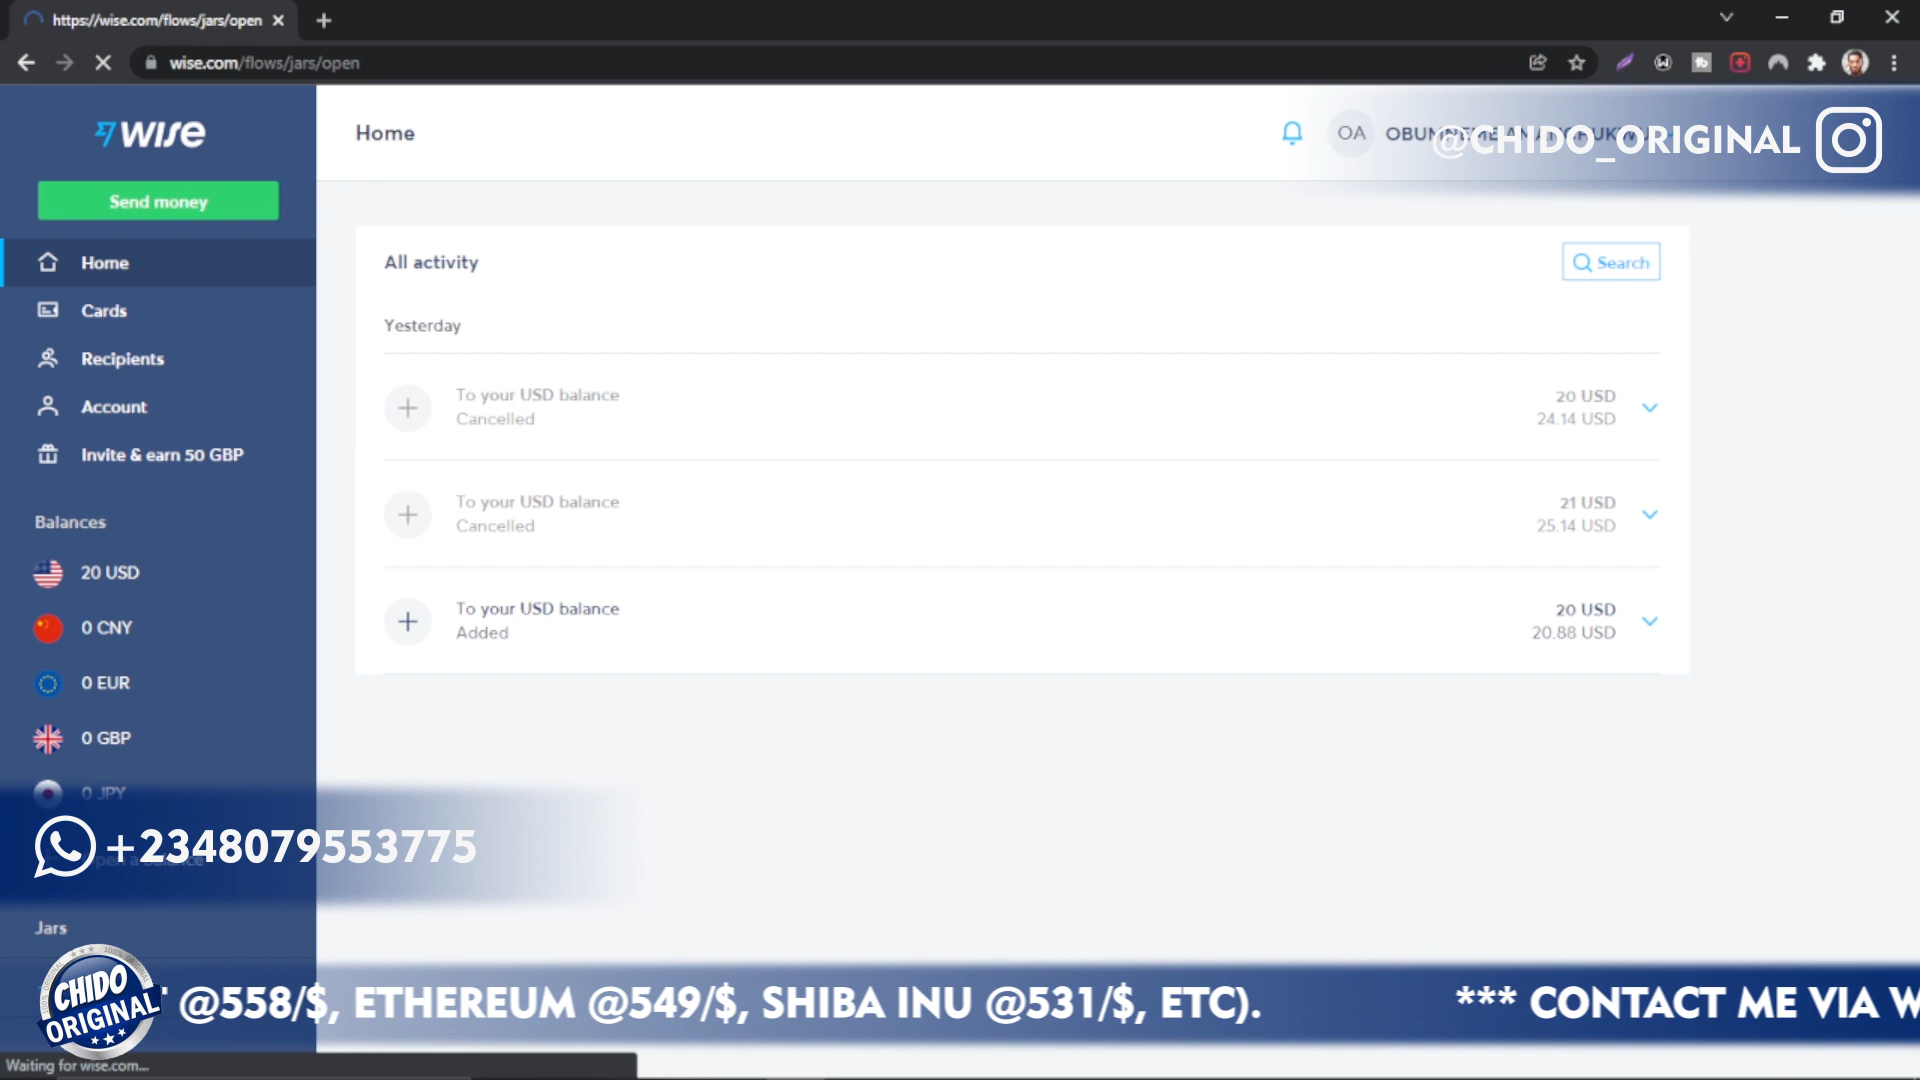 https://wise.com/flows/jars/open
wise.com/flows/jars/open
WISE
Send money
Home
Cards
Recipients
Account
Invite & earn 50 GBP
Balances
20 USD
0 CNY
0 EUR
0 GBP
0 JPY
Jars
Home
OA
@CHIDO_ORIGINAL
All activity
Search
Yesterday
To your USD balance
Cancelled
20 USD
24.14 USD
To your USD balance
Cancelled
21 USD
25.14 USD
To your USD balance
Added
20 USD
20.88 USD
+2348079553775
CHIDO
ORIGINAL
@558/$, ETHEREUM @549/$, SHIBA INU @531/$, ETC). *** CONTACT ME VIA W
Waiting for wise.com...